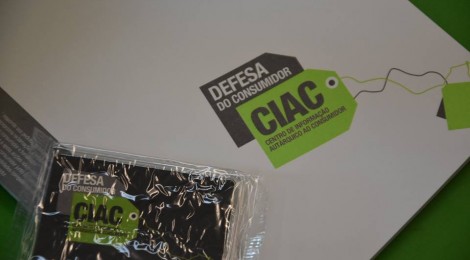 DEFESA
DO CONSUMIDOR
CIAC
CENTRO DE INFORMAÇÃO
AUTÁRQUICO AO CONSUMIDOR
DEFESA
DO CONSUMIDOR
CIAC